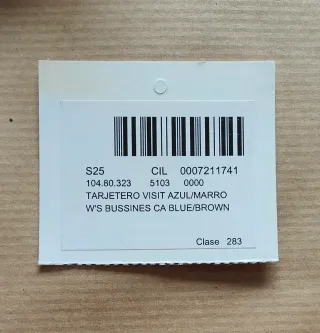 S25 CIL 0007211741
104.80.323 5103 0000
TARJETERO VISIT AZUL/MARRO
W'S BUSSINES CA BLUE/BROWN
Clase 283